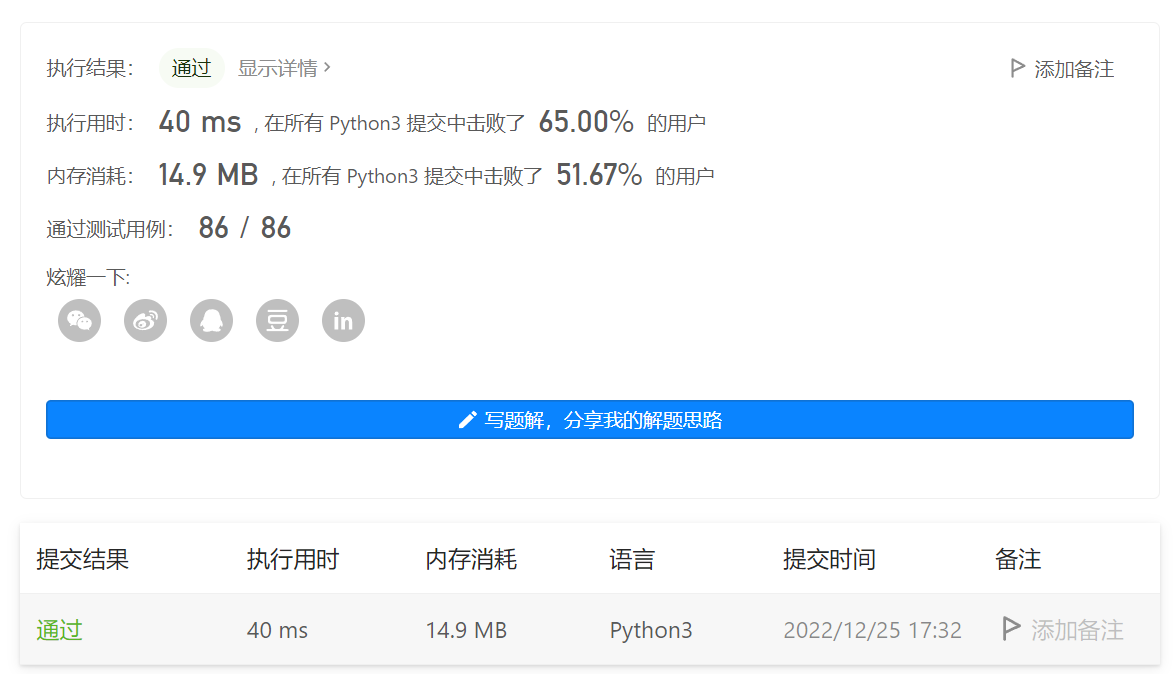 执行结果： 通过 显示详情 › 添加备注
执行用时： 40 ms , 在所有 Python3 提交中击败了 65.00% 的用户
内存消耗： 14.9 MB , 在所有 Python3 提交中击败了 51.67% 的用户
通过测试用例： 86 / 86
炫耀一下:
豆 in
写题解，分享我的解题思路
提交结果 执行用时 内存消耗 语言 提交时间 备注
通过 40 ms 14.9 MB Python3 2022/12/25 17:32 添加备注